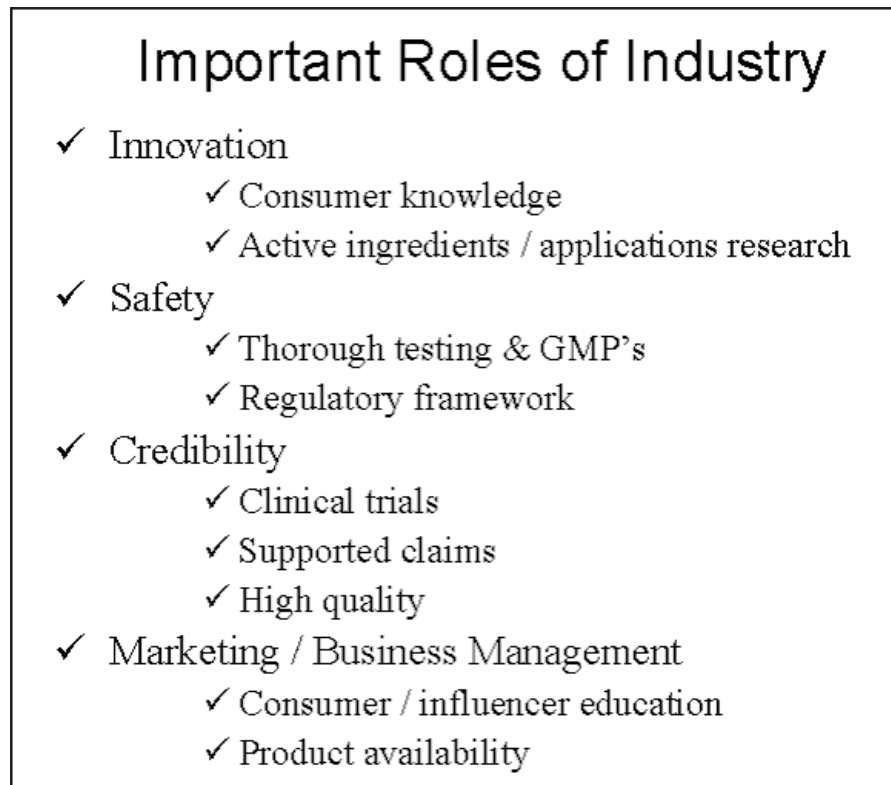 Important Roles of Industry
✓ Innovation
✓ Consumer knowledge
✓ Active ingredients / applications research
✓ Safety
✓ Thorough testing & GMP's
✓ Regulatory framework
✓ Credibility
✓ Clinical trials
✓ Supported claims
✓ High quality
✓ Marketing / Business Management
✓ Consumer / influencer education
✓ Product availability